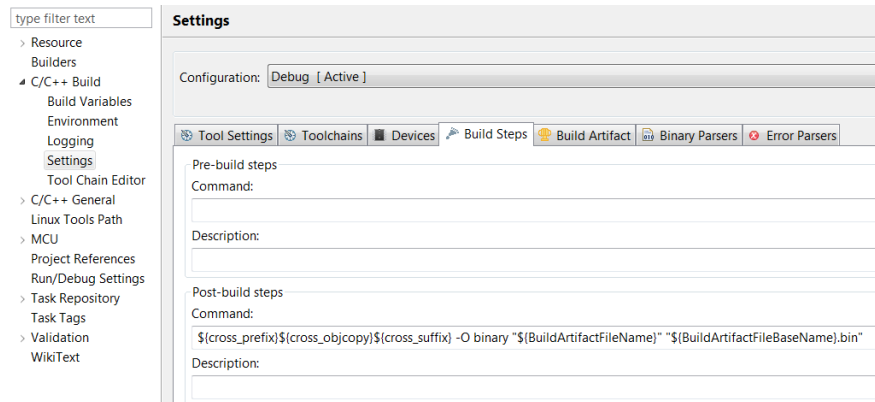 type filter text
Resource
Builders
C/C++ Build
Build Variables
Environment
Logging
Settings
Tool Chain Editor
C/C++ General
Linux Tools Path
MCU
Project References
Run/Debug Settings
Task Repository
Task Tags
Validation
WikiText
Settings
Configuration: Debug [ Active ]
Tool Settings Toolchains Devices Build Steps Build Artifact Binary Parsers Error Parsers
Pre-build steps
Command:
Description:
Post-build steps
Command:
${cross_prefix}${cross_objcopy}${cross_suffix} -O binary "${BuildArtifactFileName}" "${BuildArtifactFileBaseName}.bin"
Description: